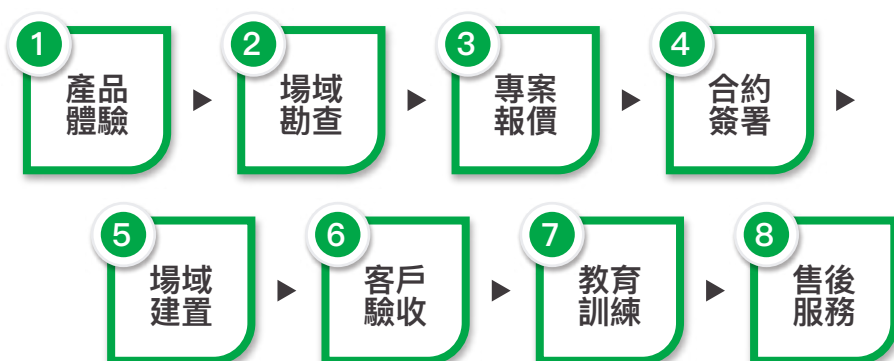 1
產品
體驗
2
場域
勘查
3
專案
報價
4
合約
簽署
5
場域
建置
6
客戶
驗收
7
教育
訓練
8
售後
服務